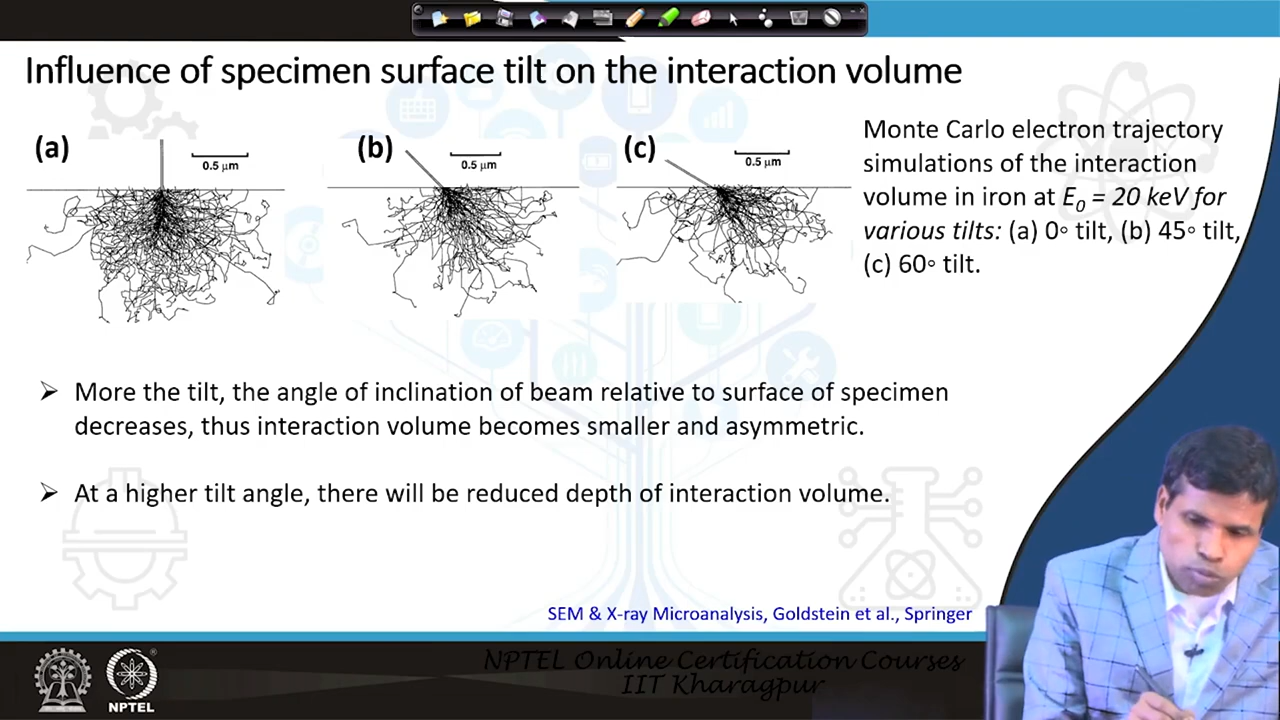 Influence of specimen surface tilt on the interaction volume
(a)
0.5 μm
(b)
0.5 μm
(c)
0.5 μm
Monte Carlo electron trajectory
simulations of the interaction
volume in iron at E₀ = 20 keV for
various tilts: (a) 0◦ tilt, (b) 45◦ tilt,
(c) 60◦ tilt.
➢ More the tilt, the angle of inclination of beam relative to surface of specimen
decreases, thus interaction volume becomes smaller and asymmetric.
➢ At a higher tilt angle, there will be reduced depth of interaction volume.
SEM & X-ray Microanalysis, Goldstein et al., Springer
NPTEL Online Certification Courses
IIT Kharagpur
NPTEL